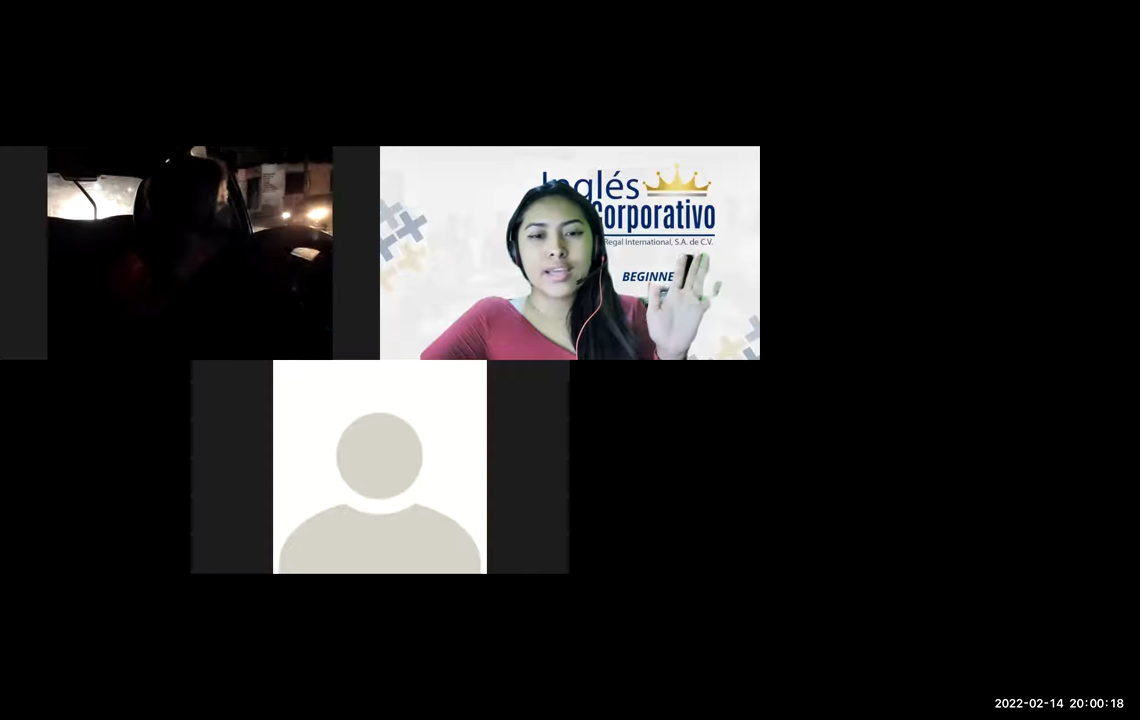 Inglés
Corporativo
Regal International, S.A. de C.V.
BEGINNE
2022-02-14 20:00:18